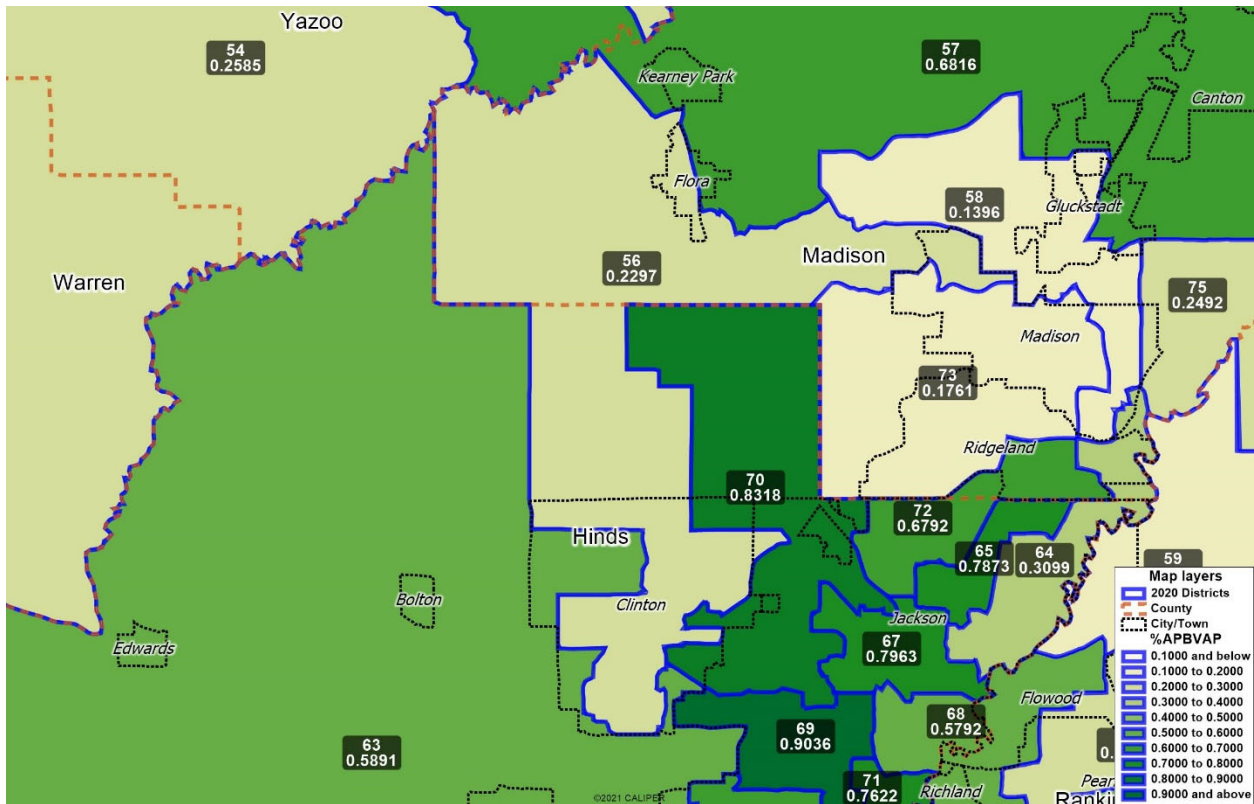 Yazoo
54
0.2585
57
0.6816
Kearney Park
Canton
Flora
58
0.1396
Gluckstadt
Madison
56
0.2297
Warren
75
0.2492
Madison
73
0.1761
Ridgeland
70
0.8318
72
0.6792
65
0.7873
64
0.3099
59
Hinds
Clinton
Bolton
Jackson
Edwards
67
0.7963
Flowood
69
0.9036
68
0.5792
63
0.5891
71
0.7622
Richland
©2021 CALIPER
Map layers
2020 Districts
County
City/Town
%APBVAP
0.1000 and below
0.1000 to 0.2000
0.2000 to 0.3000
0.3000 to 0.4000
0.4000 to 0.5000
0.5000 to 0.6000
0.6000 to 0.7000
0.7000 to 0.8000
0.8000 to 0.9000
0.9000 and above